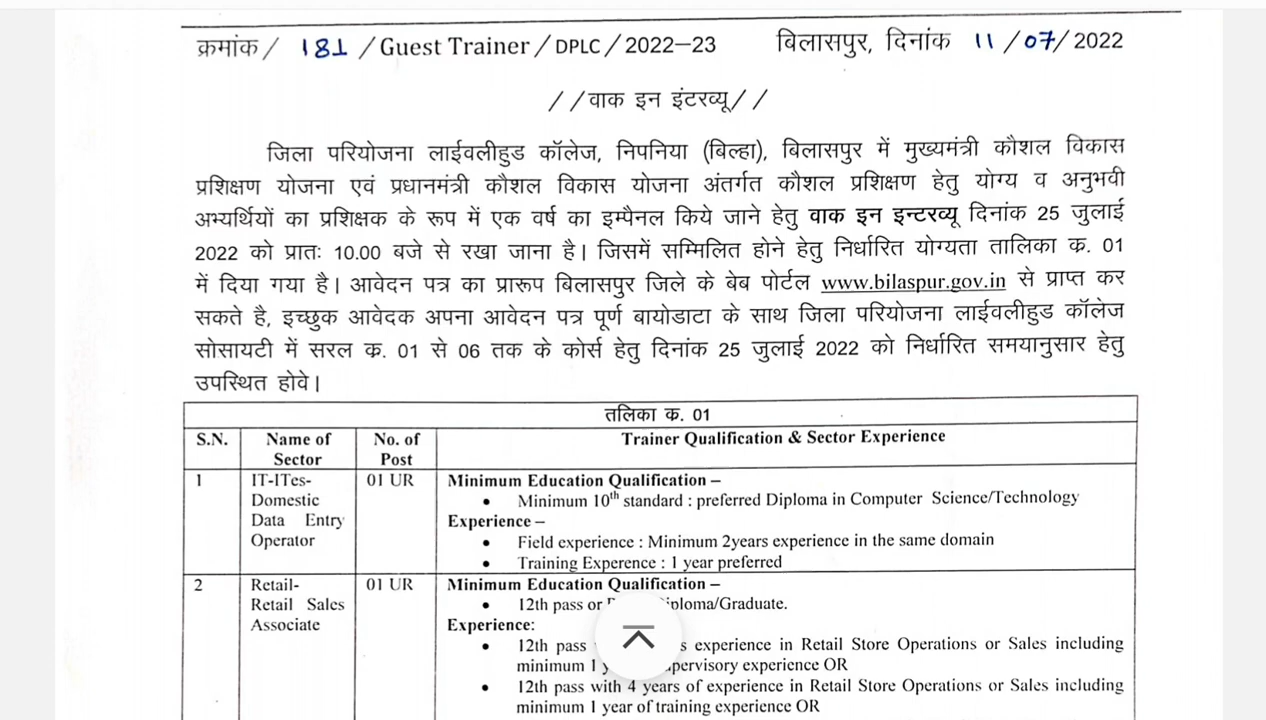 क्रमांक / 181 / Guest Trainer / DPLC / 2022–23 बिलासपुर, दिनांक 11 / 07 / 2022
/ /वाक इन इंटरव्यू/ /
जिला परियोजना लाईवलीहुड कॉलेज, निपनिया (बिल्हा), बिलासपुर में मुख्यमंत्री कौशल विकास
प्रशिक्षण योजना एवं प्रधानमंत्री कौशल विकास योजना अंतर्गत कौशल प्रशिक्षण हेतु योग्य व अनुभवी
अभ्यर्थियों का प्रशिक्षक के रूप में एक वर्ष का इम्पैनल किये जाने हेतु वाक इन इन्टरव्यू दिनांक 25 जुलाई
2022 को प्रातः 10.00 बजे से रखा जाना है। जिसमें सम्मिलित होने हेतु निर्धारित योग्यता तालिका क. 01
में दिया गया है। आवेदन पत्र का प्रारूप बिलासपुर जिले के बेब पोर्टल www.bilaspur.gov.in से प्राप्त कर
सकते है, इच्छुक आवेदक अपना आवेदन पत्र पूर्ण बायोडाटा के साथ जिला परियोजना लाईवलीहुड कॉलेज
सोसायटी में सरल क. 01 से 06 तक के कोर्स हेतु दिनांक 25 जुलाई 2022 को निर्धारित समयानुसार हेतु
उपस्थित होवे।
तलिका क. 01
S.N. Name of Sector No. of Post Trainer Qualification & Sector Experience
1 IT-ITes- 01 UR Minimum Education Qualification –
Domestic • Minimum 10th standard : preferred Diploma in Computer Science/Technology
Data Entry Experience –
Operator • Field experience : Minimum 2years experience in the same domain
• Training Experence : 1 year preferred
2 Retail- 01 UR Minimum Education Qualification –
Retail Sales • 12th pass or iploma/Graduate.
Associate Experience:
• 12th pass experience in Retail Store Operations or Sales including
minimum 1 pervisory experience OR
• 12th pass with 4 years of experience in Retail Store Operations or Sales including
minimum 1 year of training experience OR